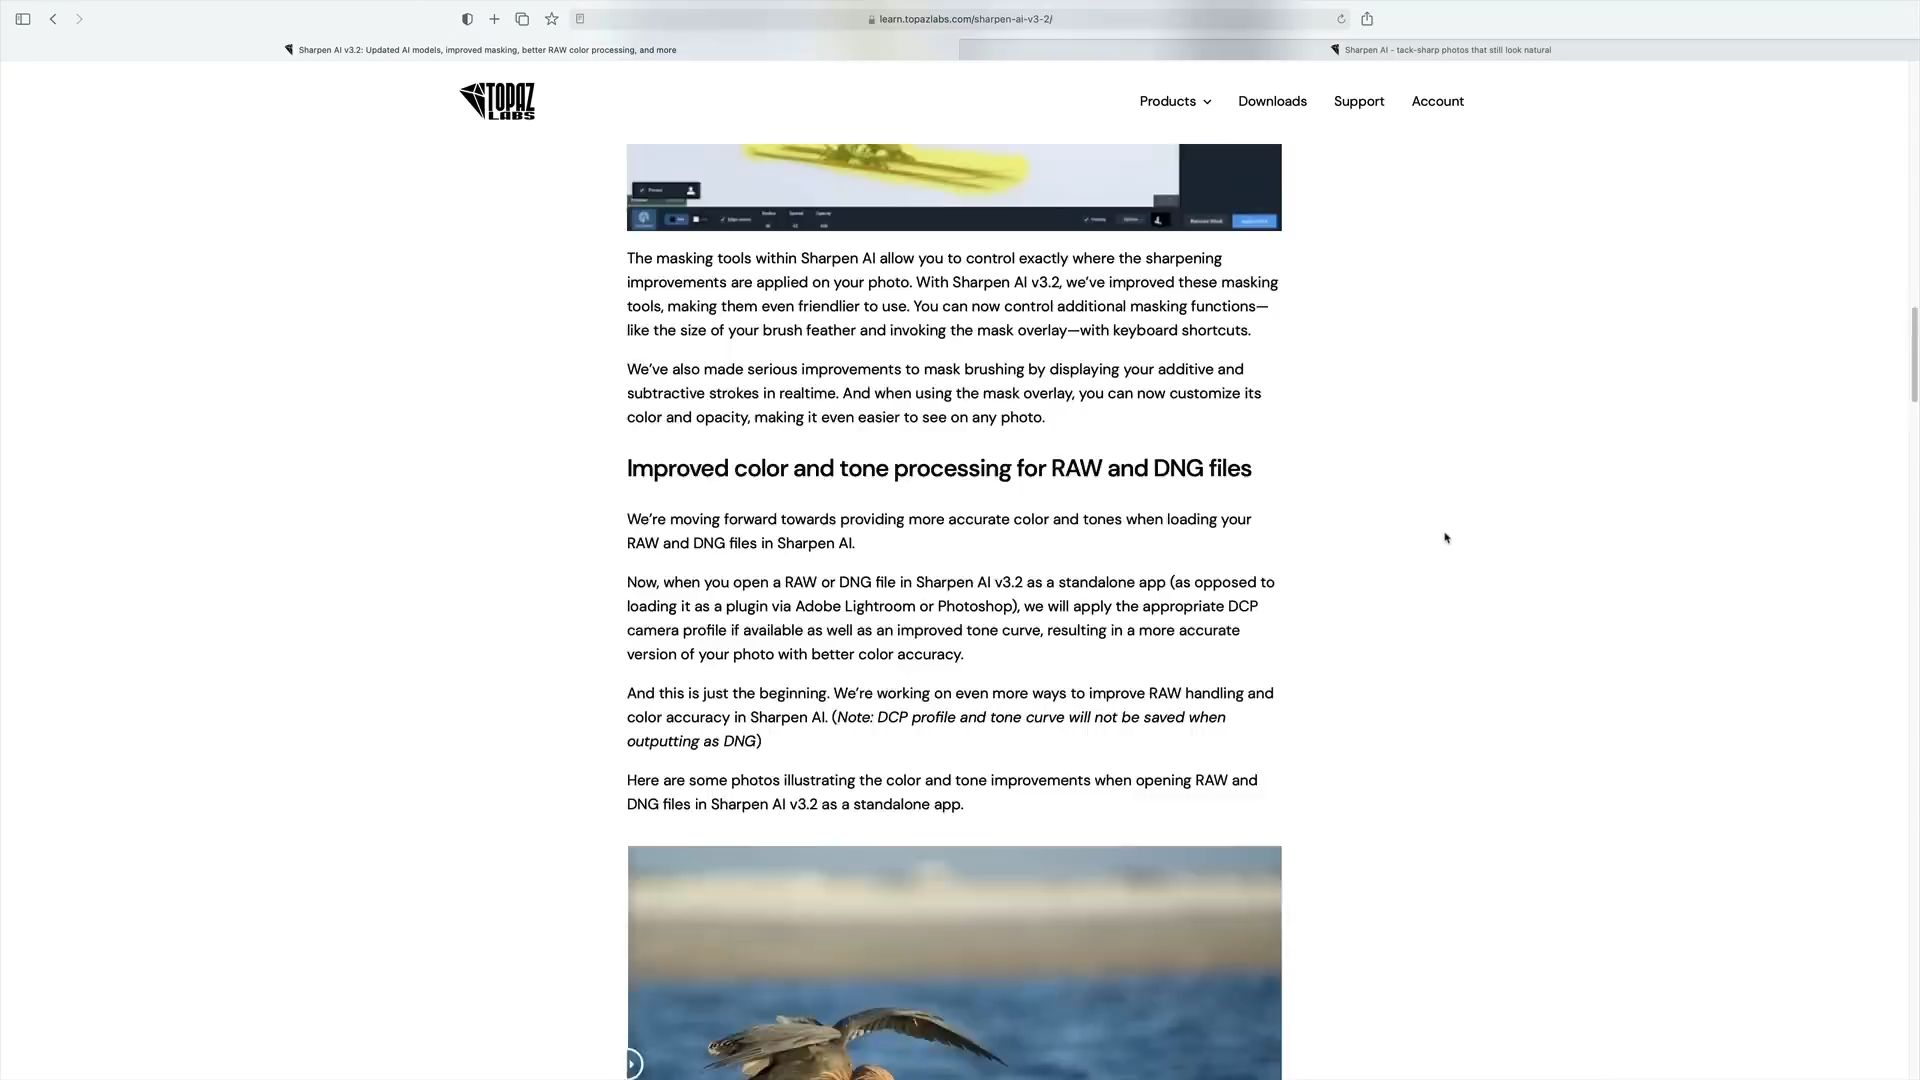 learn.topazlabs.com/sharpen-ai-v3-2/
Sharpen AI v3.2: Updated AI models, improved masking, better RAW color processing, and more
Sharpen AI - tack-sharp photos that still look natural
TOPAZ
LABS
Products
Downloads
Support
Account
The masking tools within Sharpen AI allow you to control exactly where the sharpening
improvements are applied on your photo. With Sharpen AI v3.2, we’ve improved these masking
tools, making them even friendlier to use. You can now control additional masking functions—
like the size of your brush feather and invoking the mask overlay—with keyboard shortcuts.
We’ve also made serious improvements to mask brushing by displaying your additive and
subtractive strokes in realtime. And when using the mask overlay, you can now customize its
color and opacity, making it even easier to see on any photo.
Improved color and tone processing for RAW and DNG files
We’re moving forward towards providing more accurate color and tones when loading your
RAW and DNG files in Sharpen AI.
Now, when you open a RAW or DNG file in Sharpen AI v3.2 as a standalone app (as opposed to
loading it as a plugin via Adobe Lightroom or Photoshop), we will apply the appropriate DCP
camera profile if available as well as an improved tone curve, resulting in a more accurate
version of your photo with better color accuracy.
And this is just the beginning. We’re working on even more ways to improve RAW handling and
color accuracy in Sharpen AI. (Note: DCP profile and tone curve will not be saved when
outputting as DNG)
Here are some photos illustrating the color and tone improvements when opening RAW and
DNG files in Sharpen AI v3.2 as a standalone app.